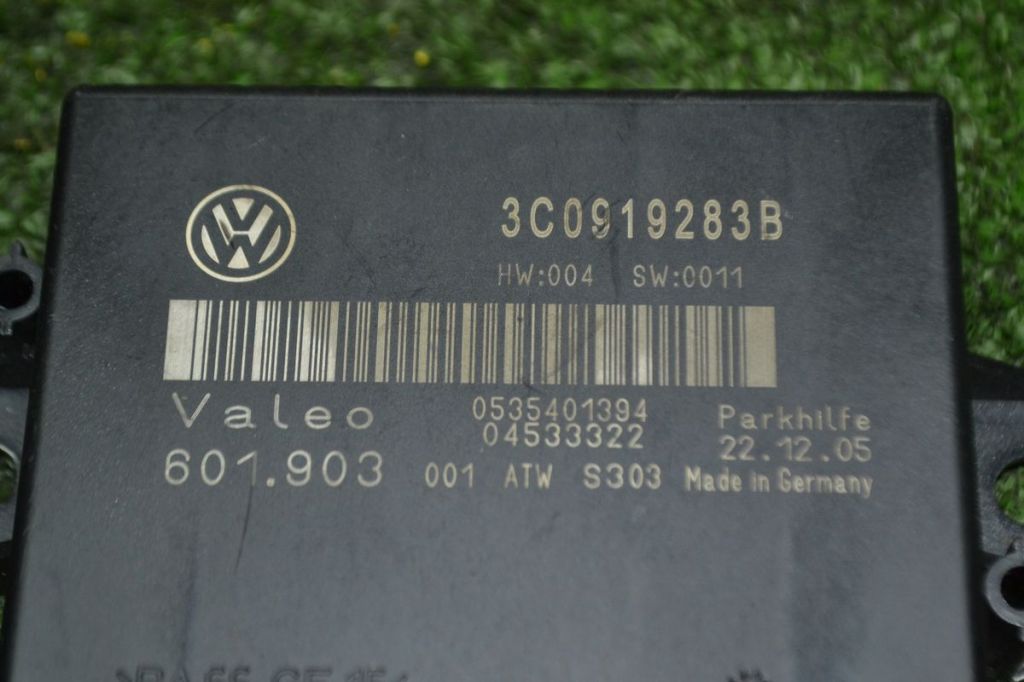 3C0919283B
HW:004 SW:0011
Valeo 0535401394 Parkhilfe
04533322 22.12.05
601.903 001 ATW S303 Made in Germany